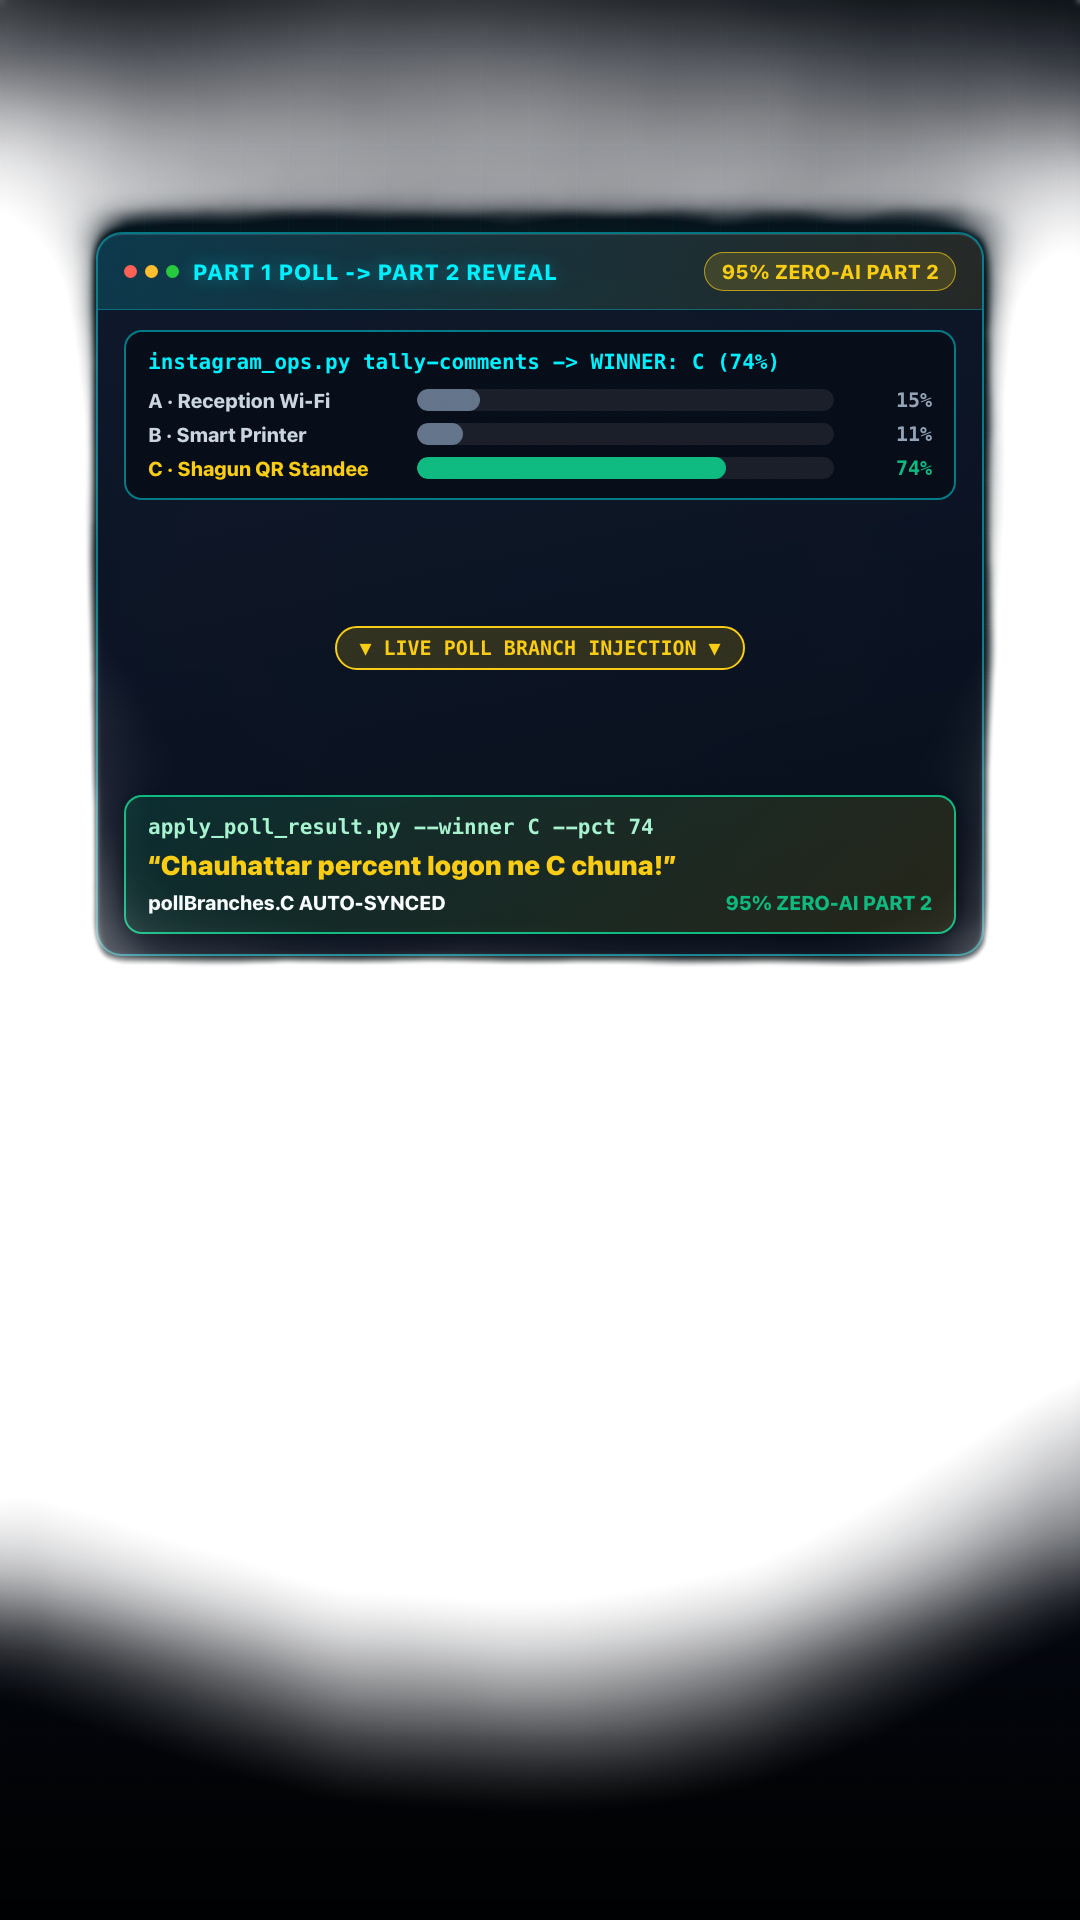 PART 1 POLL -> PART 2 REVEAL
95% ZERO-AI PART 2
instagram_ops.py tally-comments -> WINNER: C (74%)
A · Reception Wi-Fi 15%
B · Smart Printer 11%
C · Shagun QR Standee 74%
▼ LIVE POLL BRANCH INJECTION ▼
apply_poll_result.py --winner C --pct 74
“Chauhattar percent logon ne C chuna!”
pollBranches.C AUTO-SYNCED 95% ZERO-AI PART 2